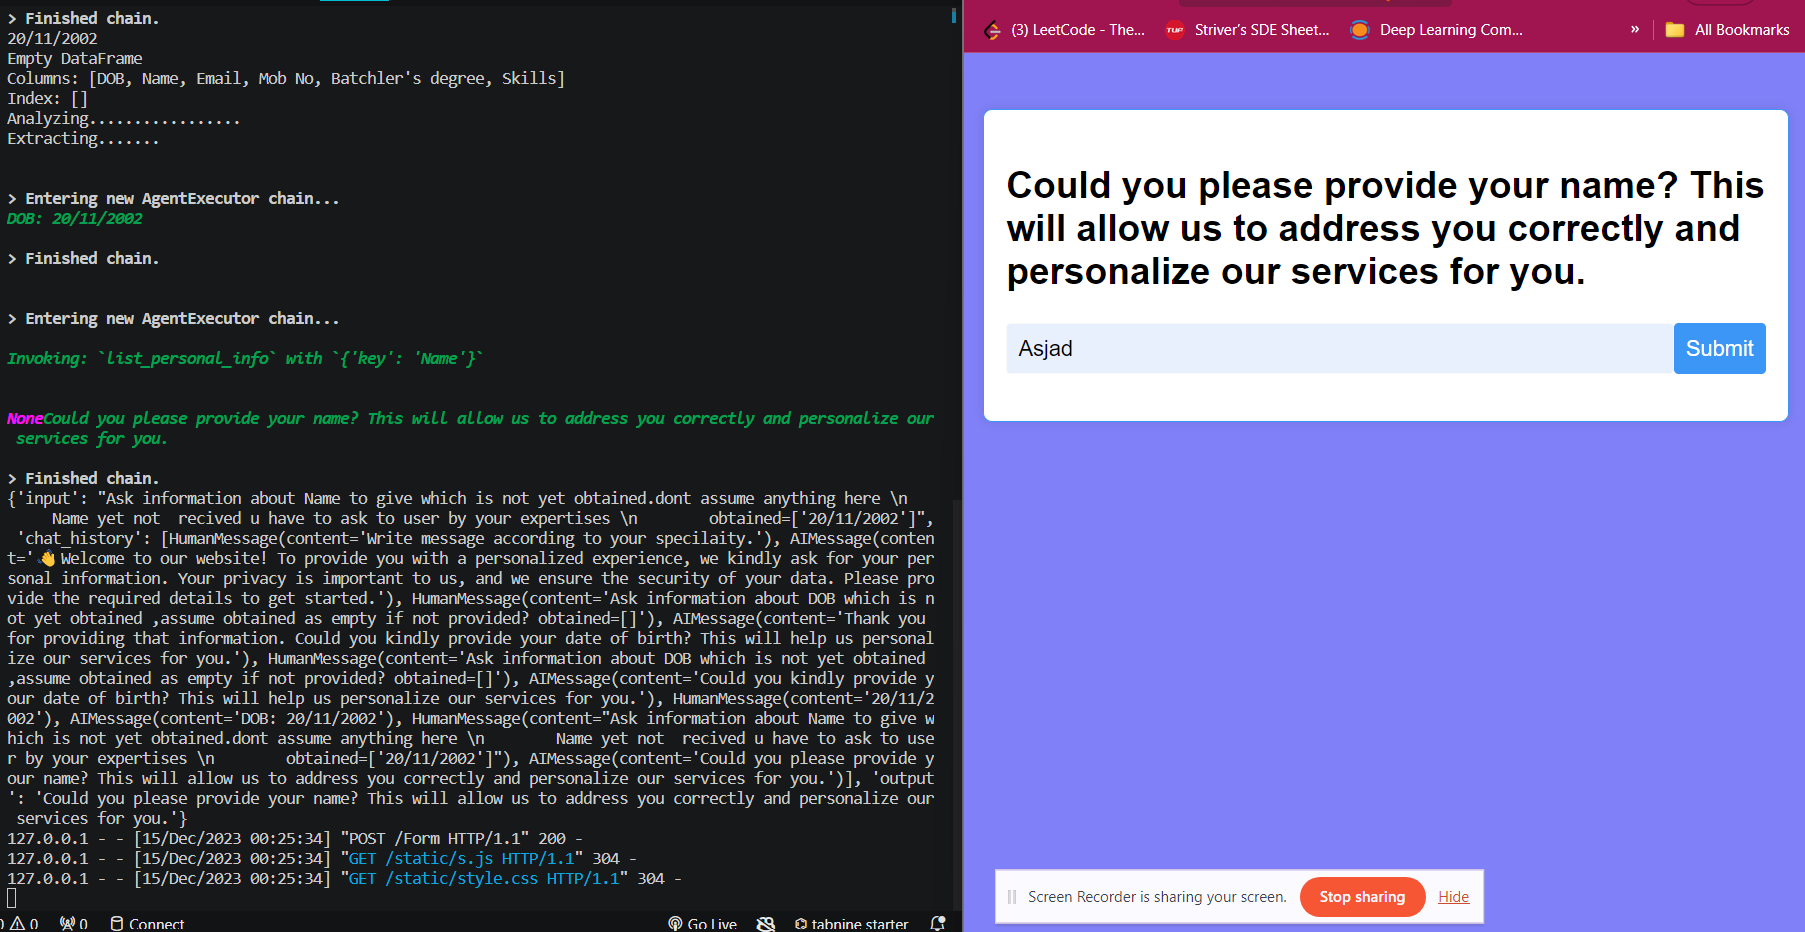 > Finished chain.
20/11/2002
Empty DataFrame
Columns: [DOB, Name, Email, Mob No, Batchler's degree, Skills]
Index: []
Analyzing.................
Extracting.......
> Entering new AgentExecutor chain...
DOB: 20/11/2002
> Finished chain.
> Entering new AgentExecutor chain...
Invoking: `list_personal_info` with `{'key': 'Name'}`
NoneCould you please provide your name? This will allow us to address you correctly and personalize our
services for you.
> Finished chain.
{'input': "Ask information about Name to give which is not yet obtained.dont assume anything here \n
Name yet not  recived u have to ask to user by your expertises \n        obtained=['20/11/2002']",
'chat_history': [HumanMessage(content='Write message according to your specilaity.'), AIMessage(conten
t=' 👋Welcome to our website! To provide you with a personalized experience, we kindly ask for your per
sonal information. Your privacy is important to us, and we ensure the security of your data. Please pro
vide the required details to get started.'), HumanMessage(content='Ask information about DOB which is n
ot yet obtained ,assume obtained as empty if not provided? obtained=[]'), AIMessage(content='Thank you
for providing that information. Could you kindly provide your date of birth? This will help us personal
ize our services for you.'), HumanMessage(content='Ask information about DOB which is not yet obtained
,assume obtained as empty if not provided? obtained=[]'), AIMessage(content='Could you kindly provide y
our date of birth? This will help us personalize our services for you.'), HumanMessage(content='20/11/2
002'), AIMessage(content='DOB: 20/11/2002'), HumanMessage(content="Ask information about Name to give w
hich is not yet obtained.dont assume anything here \n        Name yet not  recived u have to ask to use
r by your expertises \n        obtained=['20/11/2002']"), AIMessage(content='Could you please provide y
our name? This will allow us to address you correctly and personalize our services for you.')], 'output
': 'Could you please provide your name? This will allow us to address you correctly and personalize our
services for you.'}
127.0.0.1 - - [15/Dec/2023 00:25:34] "POST /Form HTTP/1.1" 200 -
127.0.0.1 - - [15/Dec/2023 00:25:34] "GET /static/s.js HTTP/1.1" 304 -
127.0.0.1 - - [15/Dec/2023 00:25:34] "GET /static/style.css HTTP/1.1" 304 -
0 0 Connect Go Live tabnine starter
(3) LeetCode - The... TUF Striver's SDE Sheet... Deep Learning Com... » All Bookmarks
Could you please provide your name? This
will allow us to address you correctly and
personalize our services for you.
Asjad Submit
Screen Recorder is sharing your screen. Stop sharing Hide